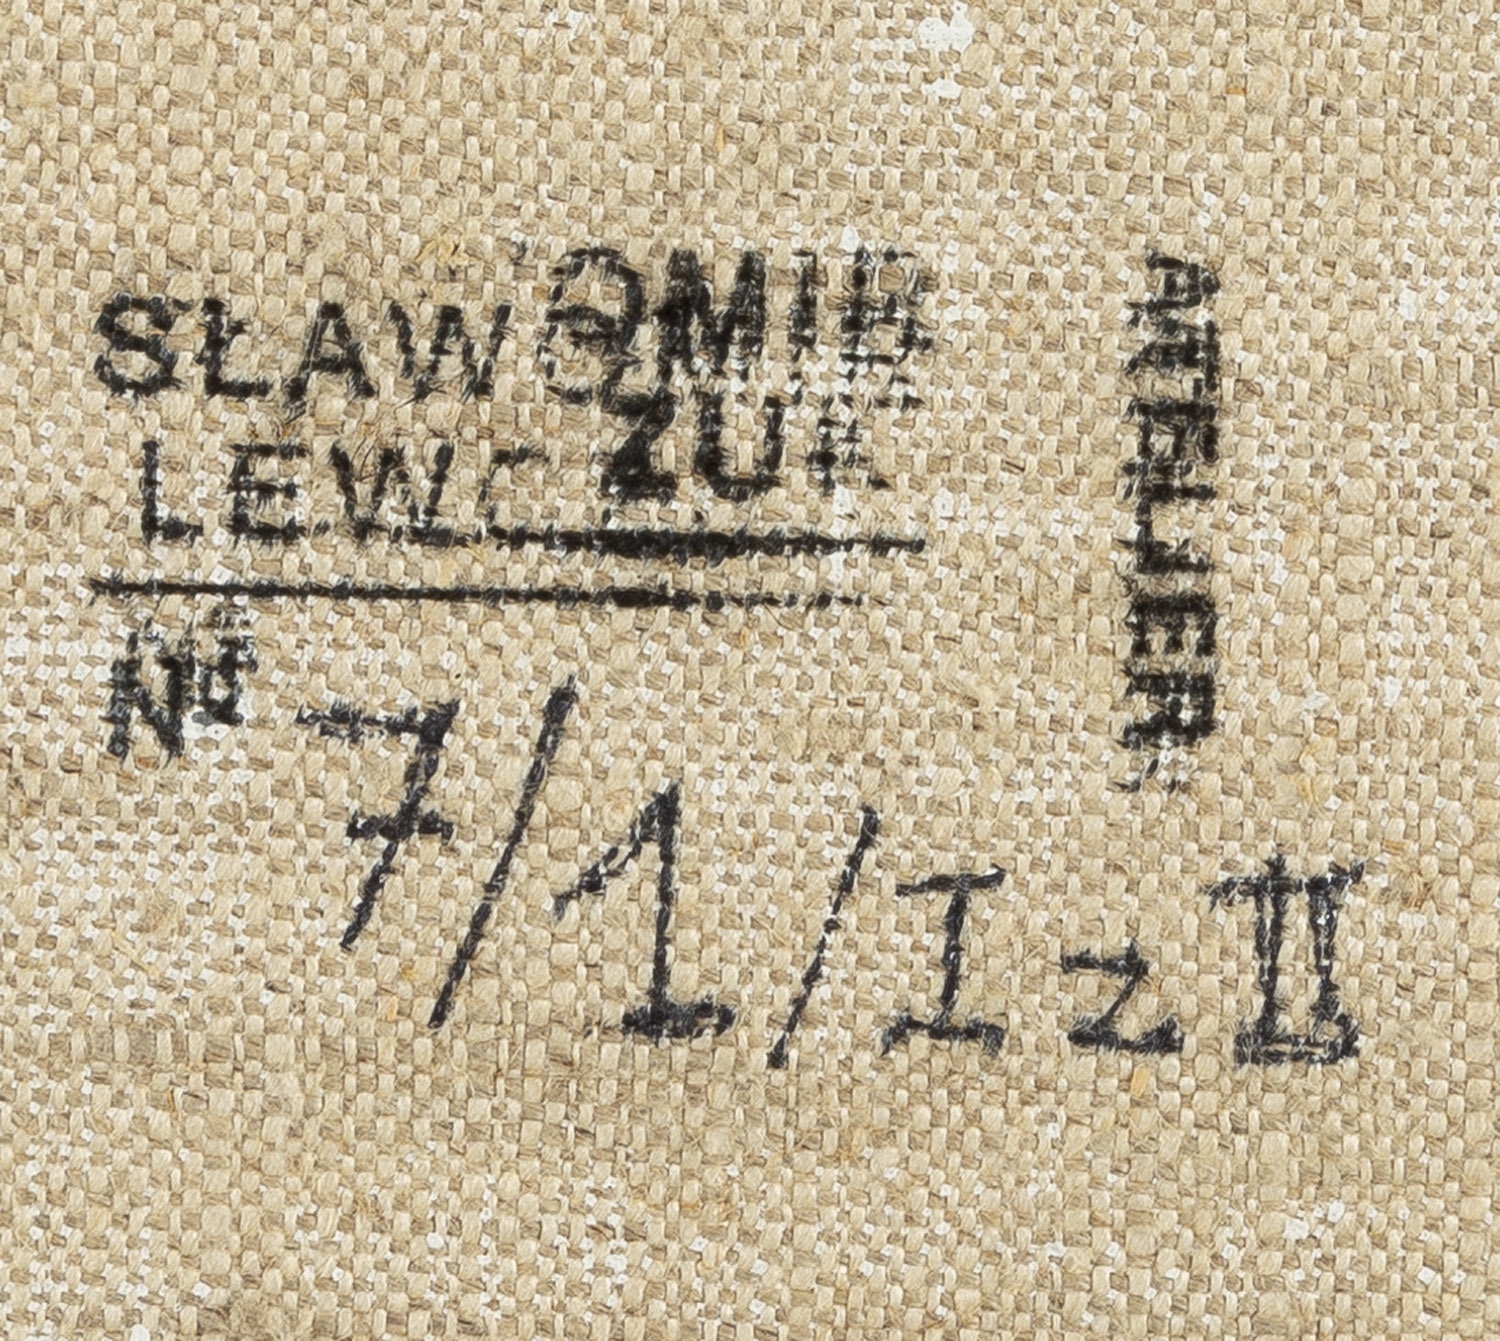 SŁAWOMIR
LEWCZUK
Nº 7/1/I z II
ATELIER